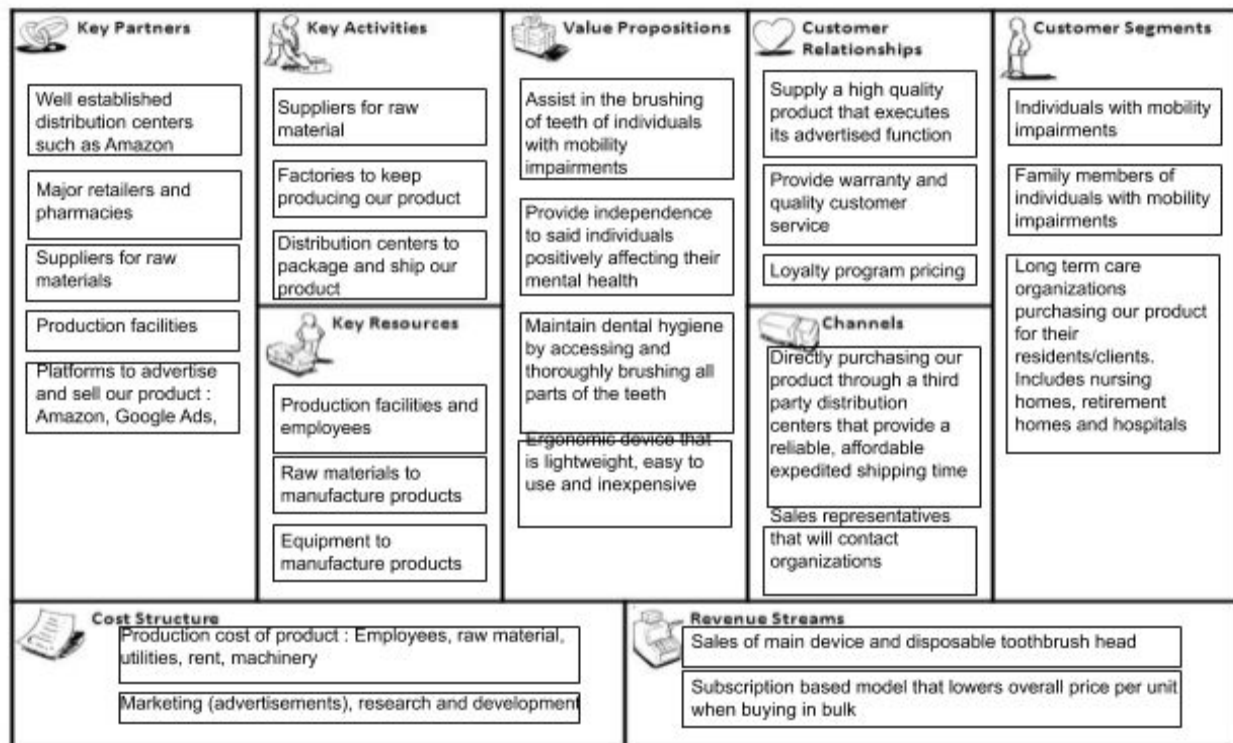 Key Partners
Well established
distribution centers
such as Amazon
Major retailers and
pharmacies
Suppliers for raw
materials
Production facilities
Platforms to advertise
and sell our product :
Amazon, Google Ads,
Key Activities
Suppliers for raw
material
Factories to keep
producing our product
Distribution centers to
package and ship our
product
Key Resources
Production facilities and
employees
Raw materials to
manufacture products
Equipment to
manufacture products
Value Propositions
Assist in the brushing
of teeth of individuals
with mobility
impairments
Provide independence
to said individuals
positively affecting their
mental health
Maintain dental hygiene
by accessing and
thoroughly brushing all
parts of the teeth
Ergonomic device that
is lightweight, easy to
use and inexpensive
Customer
Relationships
Supply a high quality
product that executes
its advertised function
Provide warranty and
quality customer
service
Loyalty program pricing
Channels
Directly purchasing our
product through a third
party distribution
centers that provide a
reliable, affordable
expedited shipping time
Sales representatives
that will contact
organizations
Customer Segments
Individuals with mobility
impairments
Family members of
individuals with mobility
impairments
Long term care
organizations
purchasing our product
for their
residents/clients.
Includes nursing
homes, retirement
homes and hospitals
Cost Structure
Production cost of product : Employees, raw material,
utilities, rent, machinery
Marketing (advertisements), research and development
Revenue Streams
Sales of main device and disposable toothbrush head
Subscription based model that lowers overall price per unit
when buying in bulk